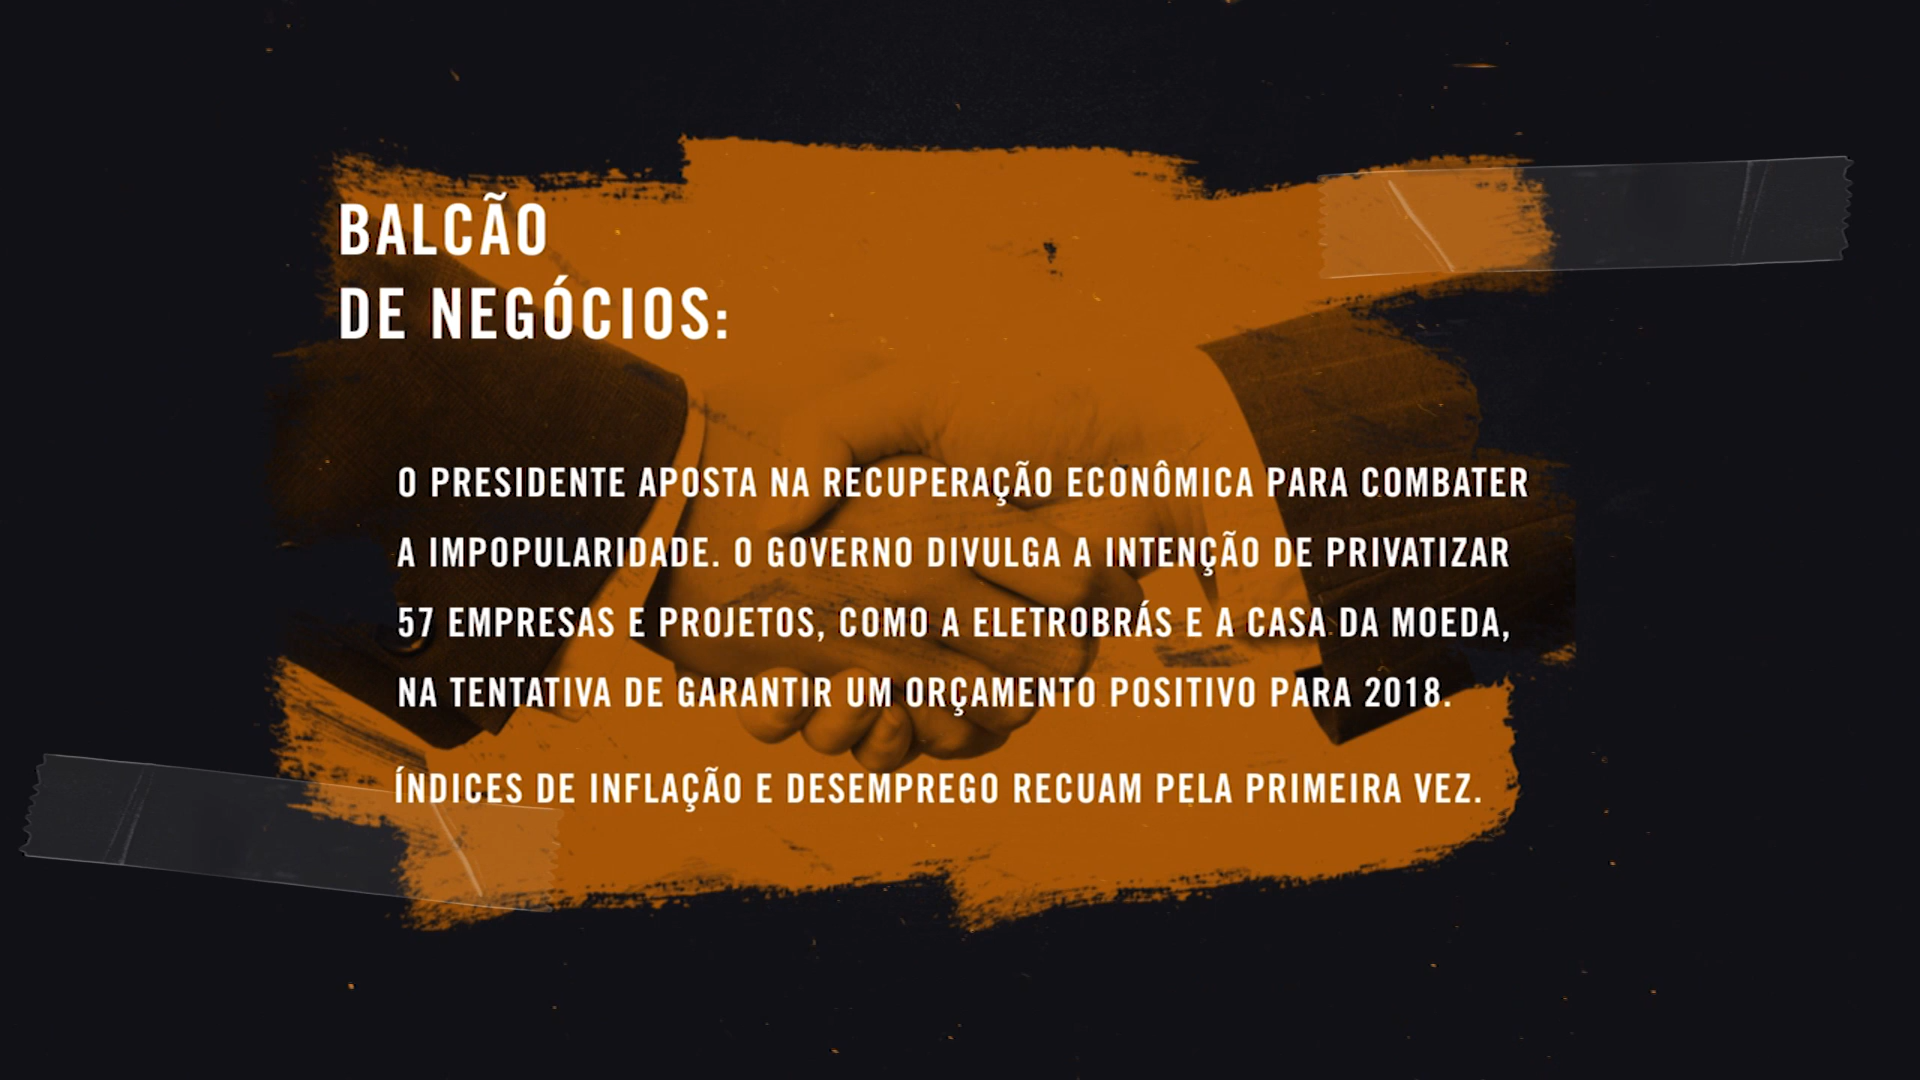 BALCÃO
DE NEGÓCIOS:
O PRESIDENTE APOSTA NA RECUPERAÇÃO ECONÔMICA PARA COMBATER
A IMPOPULARIDADE. O GOVERNO DIVULGA A INTENÇÃO DE PRIVATIZAR
57 EMPRESAS E PROJETOS, COMO A ELETROBRÁS E A CASA DA MOEDA,
NA TENTATIVA DE GARANTIR UM ORÇAMENTO POSITIVO PARA 2018.
ÍNDICES DE INFLAÇÃO E DESEMPREGO RECUAM PELA PRIMEIRA VEZ.